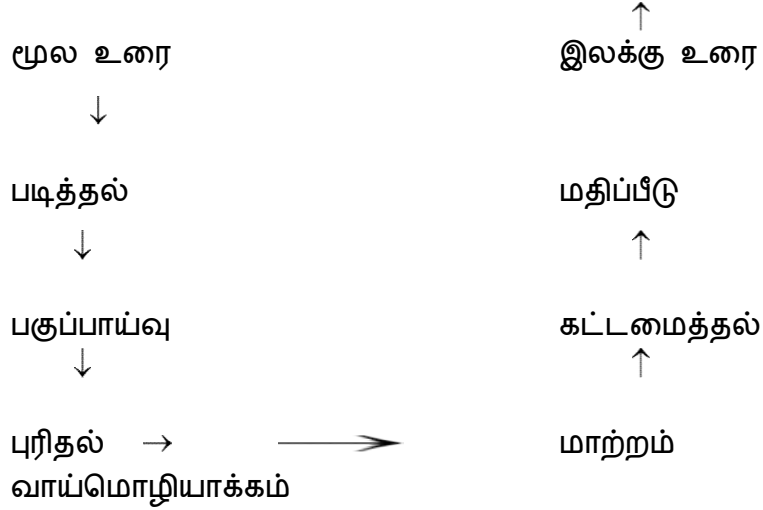 ↑
மூல உரை இலக்கு உரை
↓
படித்தல் மதிப்பீடு
↓ ↑
பகுப்பாய்வு கட்டமைத்தல்
↓ ↑
புரிதல் → → மாற்றம்
வாய்மொழியாக்கம்